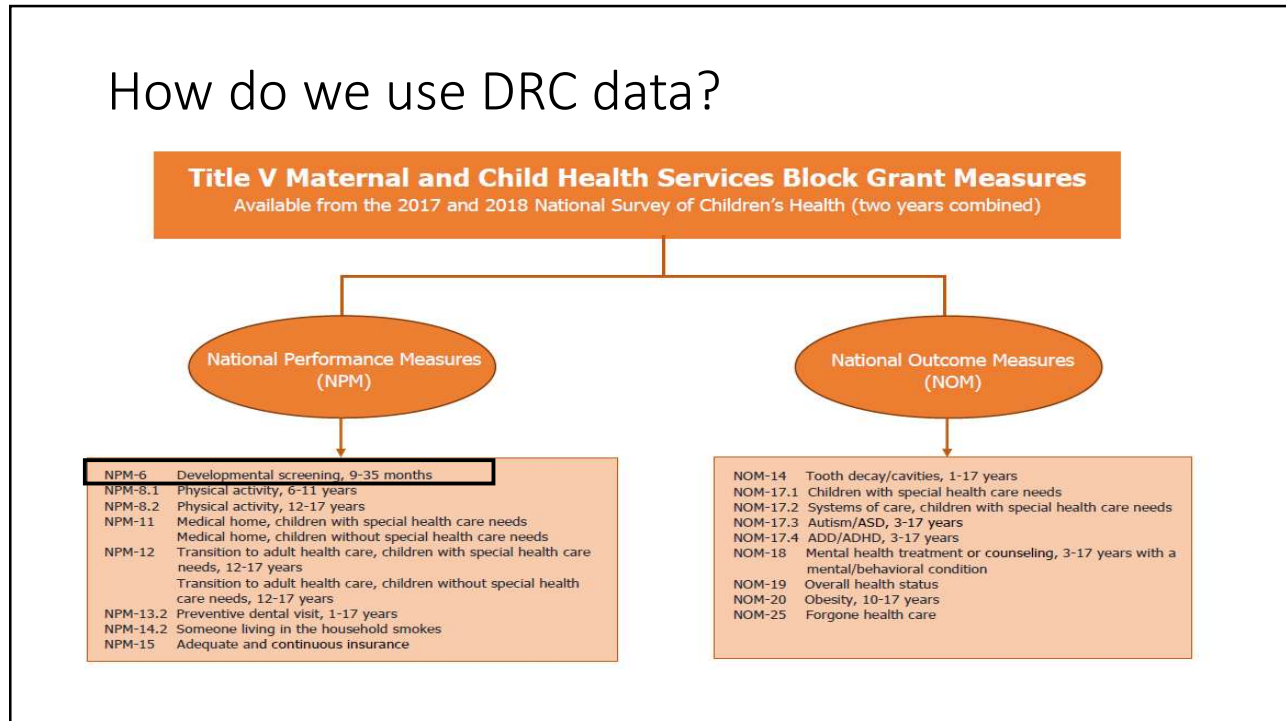 How do we use DRC data?
Title V Maternal and Child Health Services Block Grant Measures
Available from the 2017 and 2018 National Survey of Children's Health (two years combined)
National Performance Measures
(NPM)
National Outcome Measures
(NOM)
NPM-6 Developmental screening, 9-35 months
NPM-8.1 Physical activity, 6-11 years
NPM-8.2 Physical activity, 12-17 years
NPM-11 Medical home, children with special health care needs
Medical home, children without special health care needs
NPM-12 Transition to adult health care, children with special health care
needs, 12-17 years
Transition to adult health care, children without special health
care needs, 12-17 years
NPM-13.2 Preventive dental visit, 1-17 years
NPM-14.2 Someone living in the household smokes
NPM-15 Adequate and continuous insurance
NOM-14 Tooth decay/cavities, 1-17 years
NOM-17.1 Children with special health care needs
NOM-17.2 Systems of care, children with special health care needs
NOM-17.3 Autism/ASD, 3-17 years
NOM-17.4 ADD/ADHD, 3-17 years
NOM-18 Mental health treatment or counseling, 3-17 years with a
mental/behavioral condition
NOM-19 Overall health status
NOM-20 Obesity, 10-17 years
NOM-25 Forgone health care